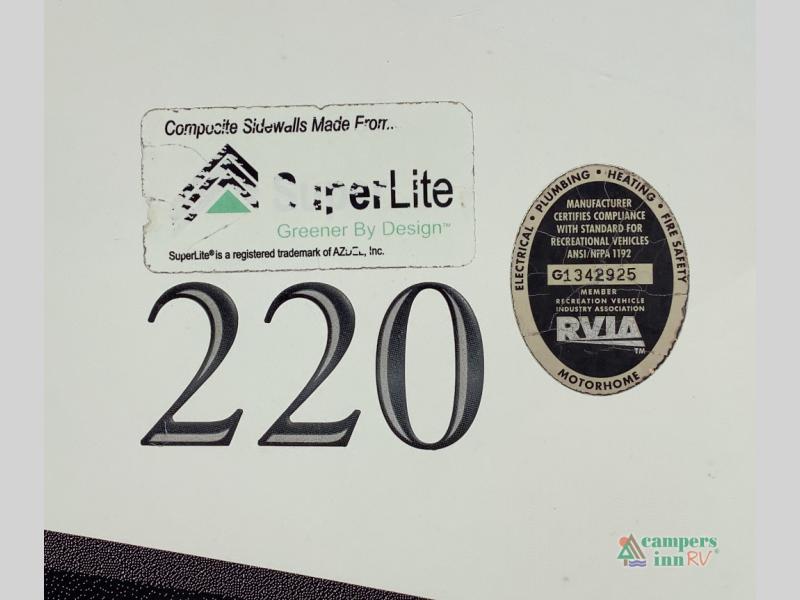 Composite Sidewalls Made From...
SuperLite
Greener By Design™
SuperLite® is a registered trademark of AZDEL, Inc.
220
ELECTRICAL • PLUMBING • HEATING • FIRE SAFETY
MANUFACTURER
CERTIFIES COMPLIANCE
WITH STANDARD FOR
RECREATIONAL VEHICLES
ANSI/NFPA 1192
G1342925
MEMBER
RECREATION VEHICLE
INDUSTRY ASSOCIATION
RVIA
TM
MOTORHOME
campers
inn RV®